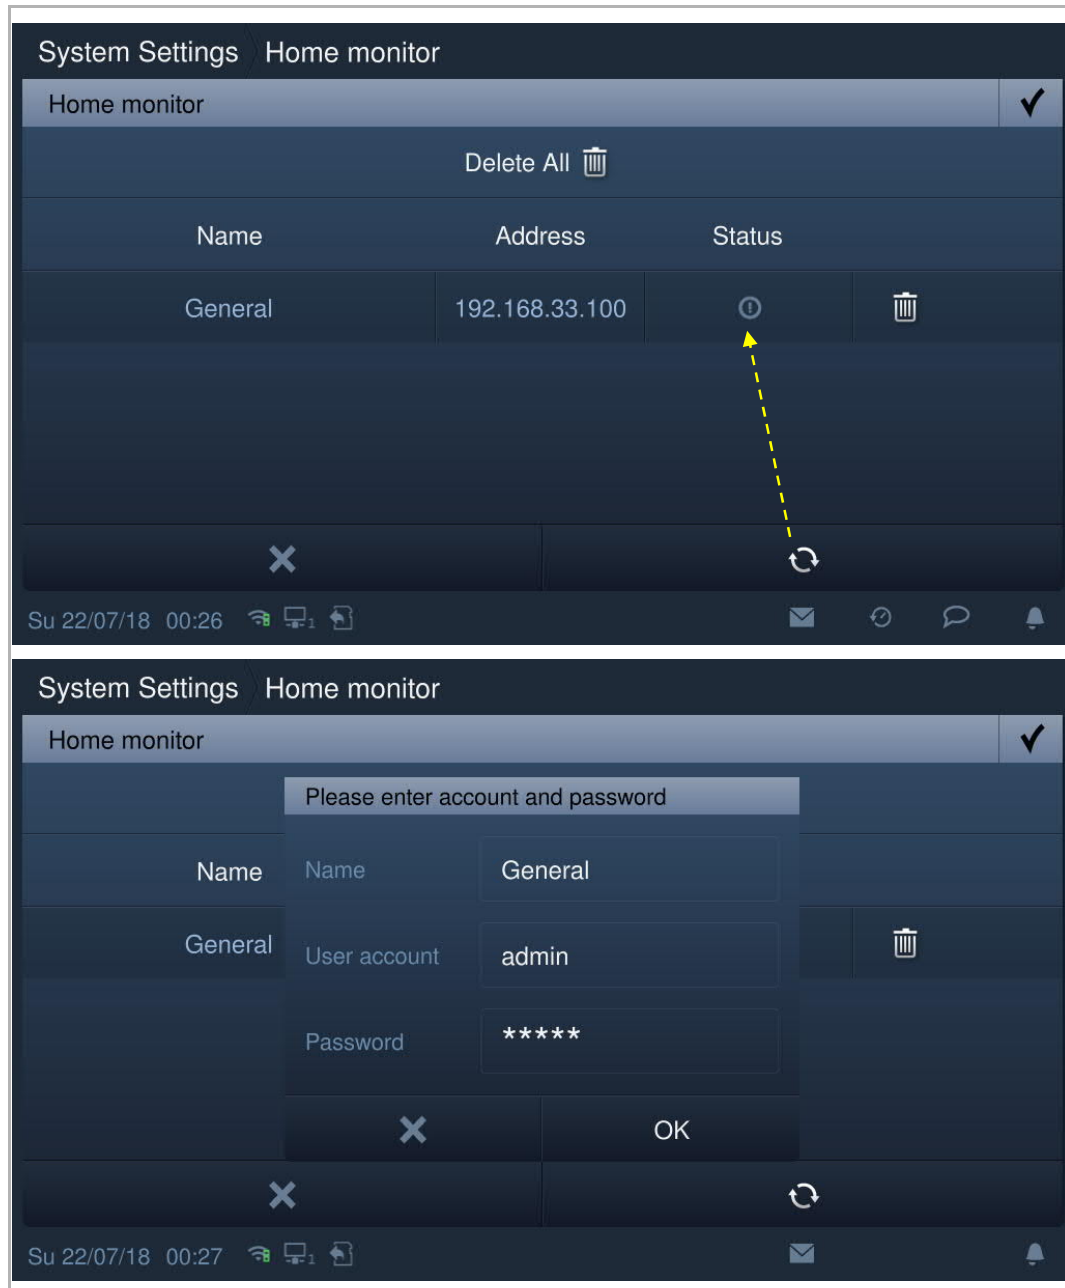 System Settings Home monitor
Home monitor
Delete All
Name Address Status
General 192.168.33.100
Su 22/07/18 00:26 1
System Settings Home monitor
Home monitor
Please enter account and password
Name Name General
General User account admin
Password *****
OK
Su 22/07/18 00:27 1